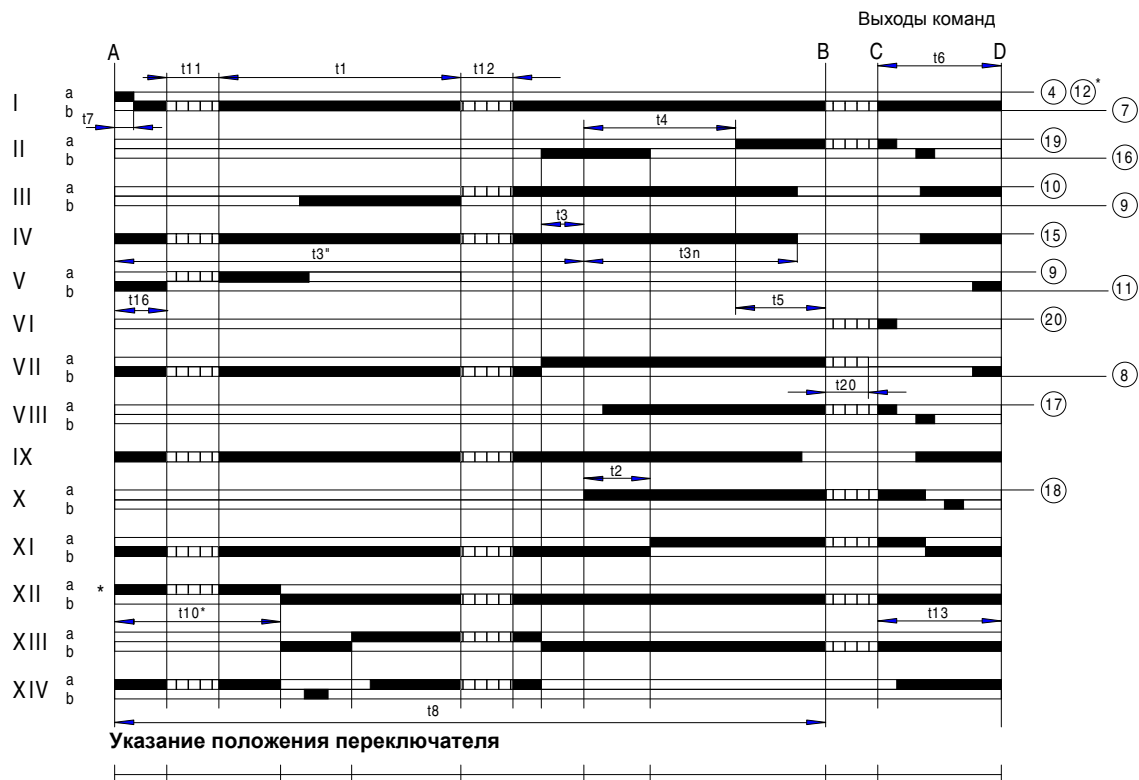 Выходы команд
A B C D
t11 t1 t12 t6
I a b 4 12* 7
t7 t4
II a b 19 16
III a b 10 9
t3
IV 15
t3" t3n
V a b 9 11
t16 t5
VI 20
VII a b 8
t20
VIII a b 17
IX
t2
X a b 18
XI a b
XII a b *
t10* t13
XIII a b
XIV a b
t8
Указание положения переключателя